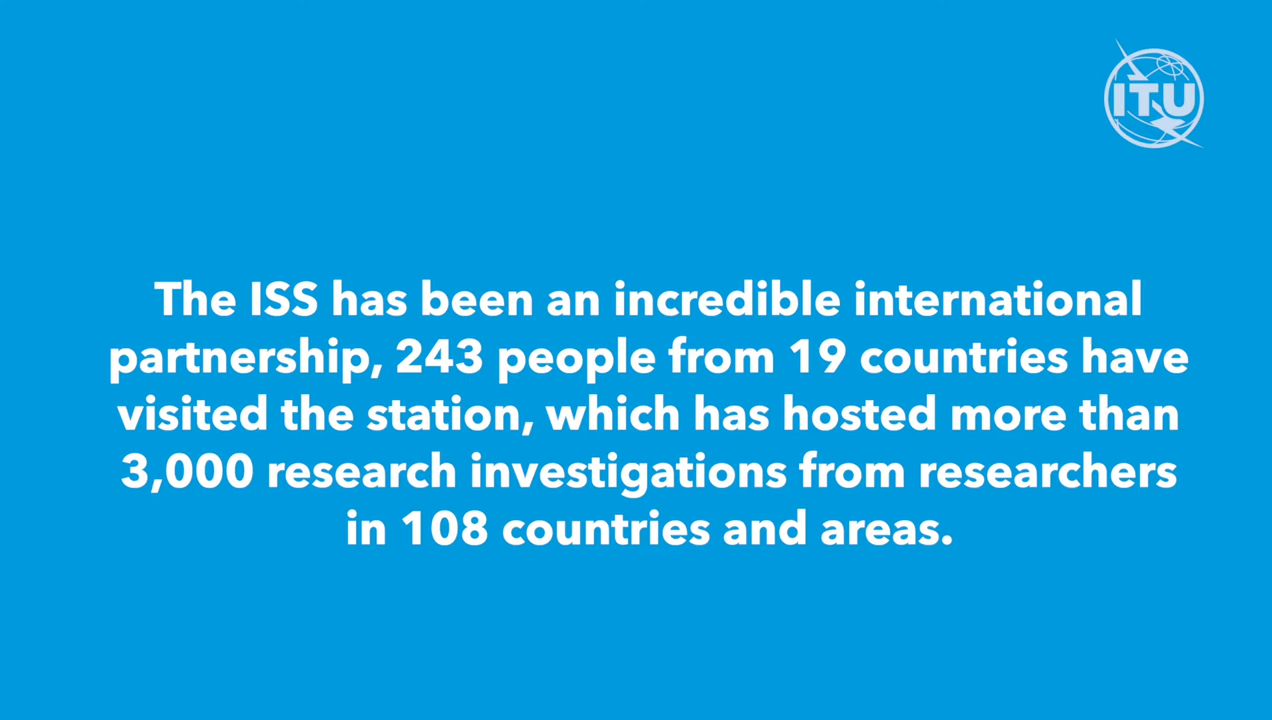 ITU
The ISS has been an incredible international
partnership, 243 people from 19 countries have
visited the station, which has hosted more than
3,000 research investigations from researchers
in 108 countries and areas.